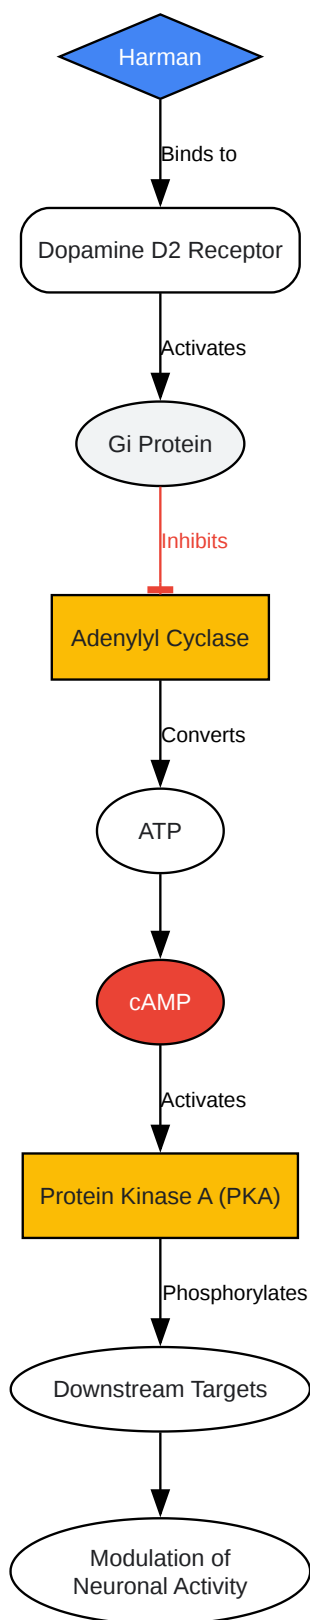 Harman
Binds to
Dopamine D2 Receptor
Activates
Gi Protein
Inhibits
Adenylyl Cyclase
Converts
ATP
cAMP
Activates
Protein Kinase A (PKA)
Phosphorylates
Downstream Targets
Modulation of
Neuronal Activity